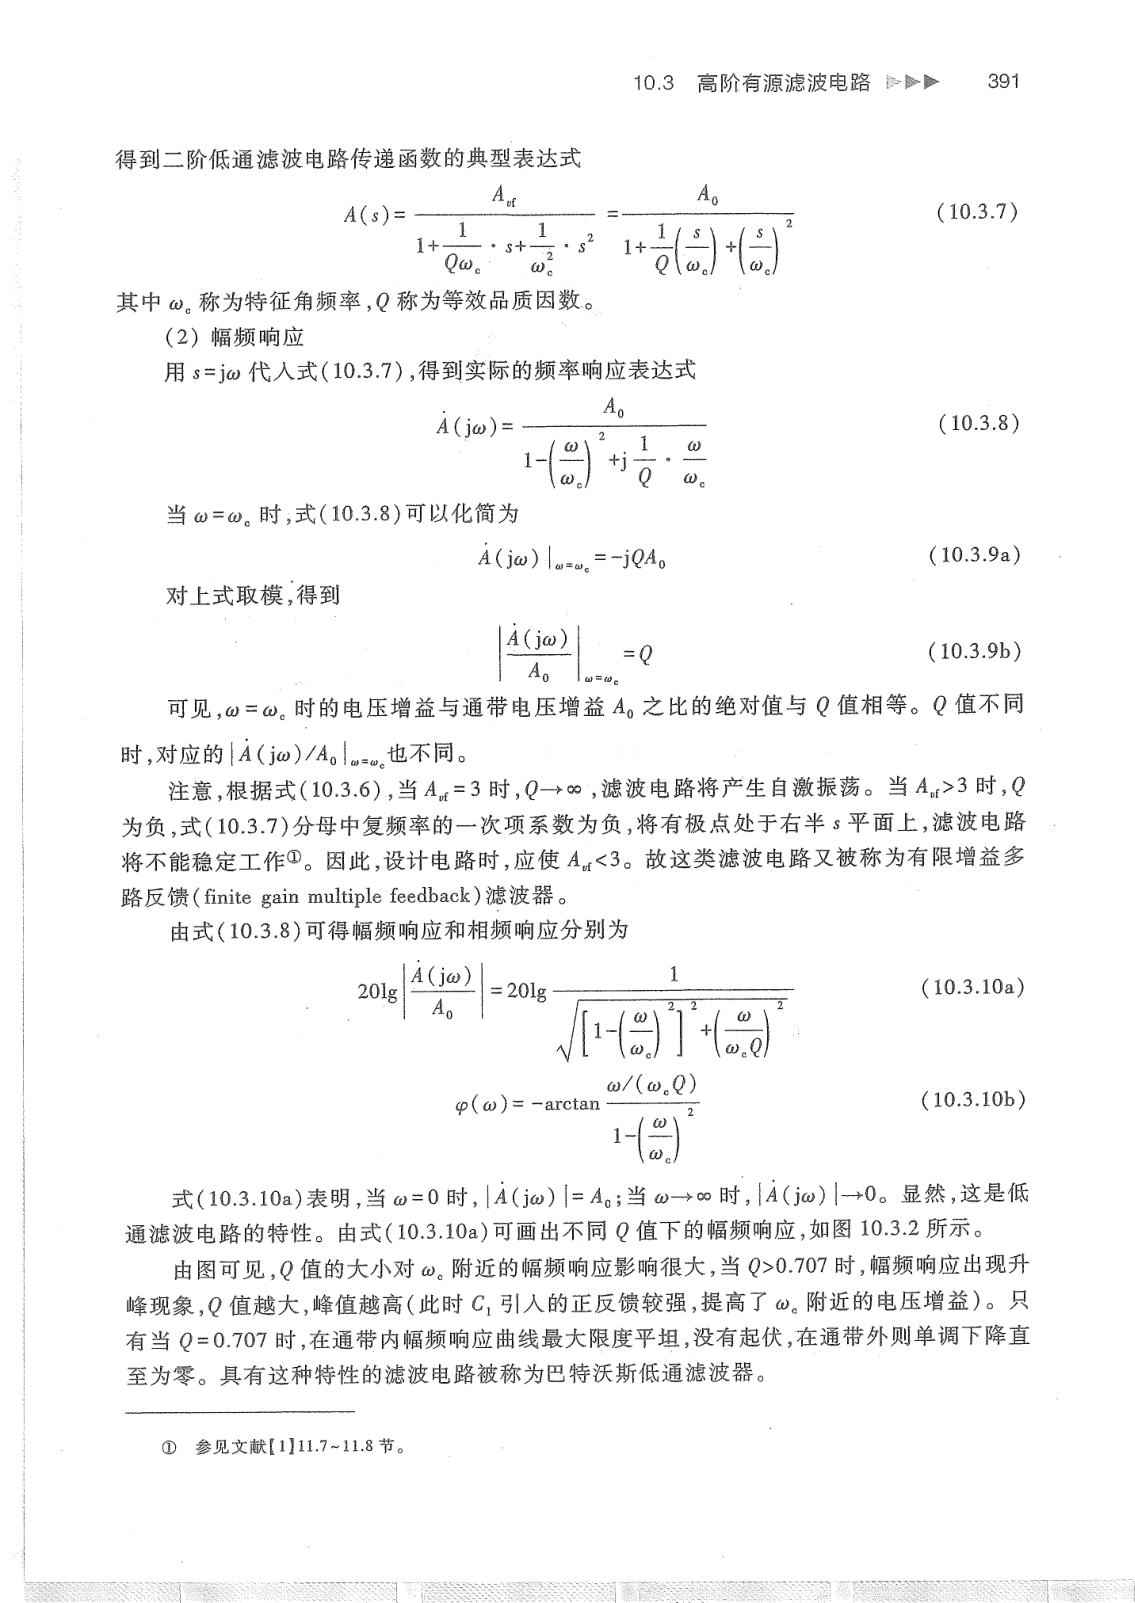 10.3 高阶有源滤波电路 391
得到二阶低通滤波电路传递函数的典型表达式
A(s)= A_vf / (1+ 1/(Qω_c) · s + 1/ω_c² · s²) = A_0 / (1+ 1/Q (s/ω_c) + (s/ω_c)²) (10.3.7)
其中 ω_c 称为特征角频率,Q 称为等效品质因数。
(2) 幅频响应
用 s=jω 代入式(10.3.7),得到实际的频率响应表达式
Ȧ(jω)= A_0 / (1-(ω/ω_c)² + j 1/Q · ω/ω_c) (10.3.8)
当 ω=ω_c 时,式(10.3.8)可以化简为
Ȧ(jω)|_{ω=ω_c} = -jQA_0 (10.3.9a)
对上式取模,得到
|Ȧ(jω)/A_0|_{ω=ω_c} = Q (10.3.9b)
可见,ω=ω_c 时的电压增益与通带电压增益 A_0 之比的绝对值与 Q 值相等。Q 值不同
时,对应的|Ȧ(jω)/A_0|_{ω=ω_c}也不同。
注意,根据式(10.3.6),当 A_vf=3 时,Q→∞,滤波电路将产生自激振荡。当 A_vf>3 时,Q
为负,式(10.3.7)分母中复频率的一次项系数为负,将有极点处于右半 s 平面上,滤波电路
将不能稳定工作①。因此,设计电路时,应使 A_vf<3。故这类滤波电路又被称为有限增益多
路反馈(finite gain multiple feedback)滤波器。
由式(10.3.8)可得幅频响应和相频响应分别为
20lg|Ȧ(jω)/A_0| = 20lg 1/√([1-(ω/ω_c)²]² + (ω/(ω_cQ))²) (10.3.10a)
φ(ω)= -arctan (ω/(ω_cQ)) / (1-(ω/ω_c)²) (10.3.10b)
式(10.3.10a)表明,当 ω=0 时,|Ȧ(jω)|=A_0;当 ω→∞ 时,|Ȧ(jω)|→0。显然,这是低
通滤波电路的特性。由式(10.3.10a)可画出不同 Q 值下的幅频响应,如图 10.3.2 所示。
由图可见,Q 值的大小对 ω_c 附近的幅频响应影响很大,当 Q>0.707 时,幅频响应出现升
峰现象,Q 值越大,峰值越高(此时 C_1 引入的正反馈较强,提高了 ω_c 附近的电压增益)。只
有当 Q=0.707 时,在通带内幅频响应曲线最大限度平坦,没有起伏,在通带外则单调下降直
至为零。具有这种特性的滤波电路被称为巴特沃斯低通滤波器。
① 参见文献[1]11.7~11.8 节。